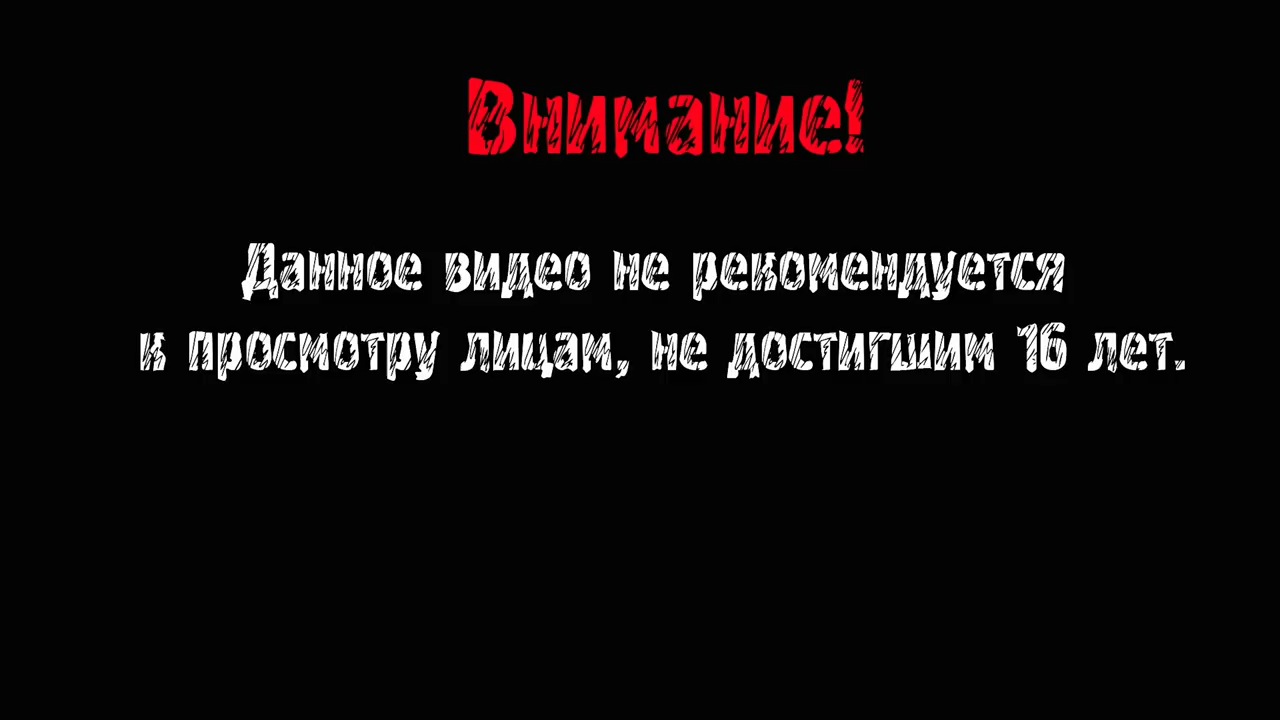 Внимание!
Данное видео не рекомендуется
к просмотру лицам, не достигшим 16 лет.